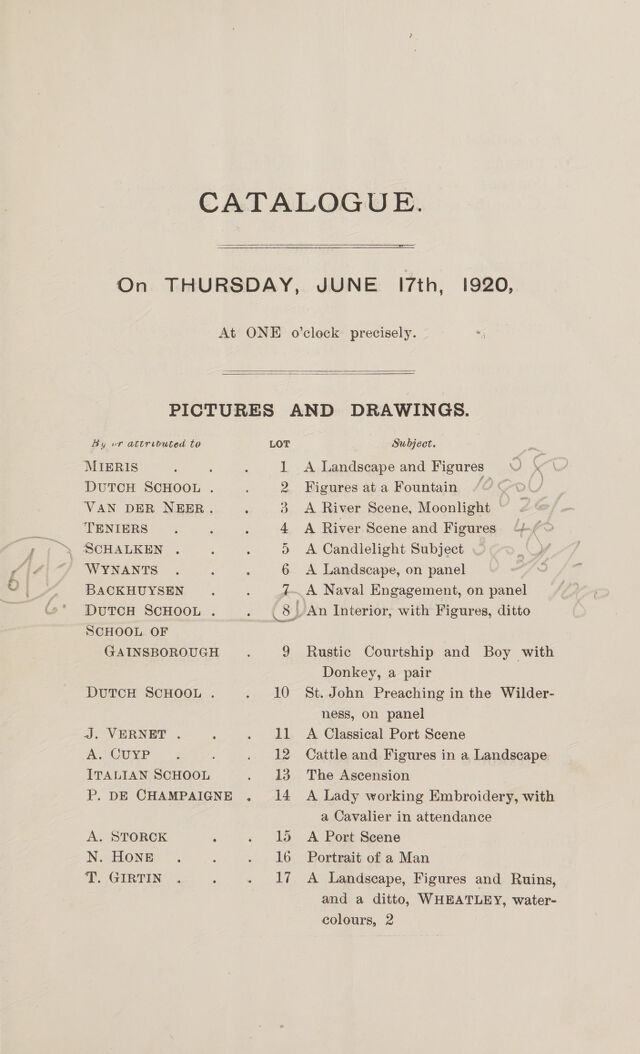 CATALOGUE.
On THURSDAY, JUNE 17th, 1920,
At ONE o'clock precisely.
PICTURES AND DRAWINGS.
By or attributed to LOT Subject.
MIERIS . . . 1 A Landscape and Figures
DUTCH SCHOOL . . 2 Figures at a Fountain
VAN DER NEER . . 3 A River Scene, Moonlight
TENIERS . . . 4 A River Scene and Figures
SCHALKEN . . . 5 A Candlelight Subject
WYNANTS . . . 6 A Landscape, on panel
BACKHUYSEN . . 7 A Naval Engagement, on panel
DUTCH SCHOOL . . 8 An Interior, with Figures, ditto
SCHOOL OF
GAINSBOROUGH . 9 Rustic Courtship and Boy with
Donkey, a pair
DUTCH SCHOOL . . 10 St. John Preaching in the Wilder-
ness, on panel
J. VERNET . . . 11 A Classical Port Scene
A. CUYP . . . 12 Cattle and Figures in a Landscape
ITALIAN SCHOOL . 13 The Ascension
P. DE CHAMPAIGNE . 14 A Lady working Embroidery, with
a Cavalier in attendance
A. STORCK . . 15 A Port Scene
N. HONE . . . 16 Portrait of a Man
T. GIRTIN . . . 17 A Landscape, Figures and Ruins,
and a ditto, WHEATLEY, water-
colours, 2